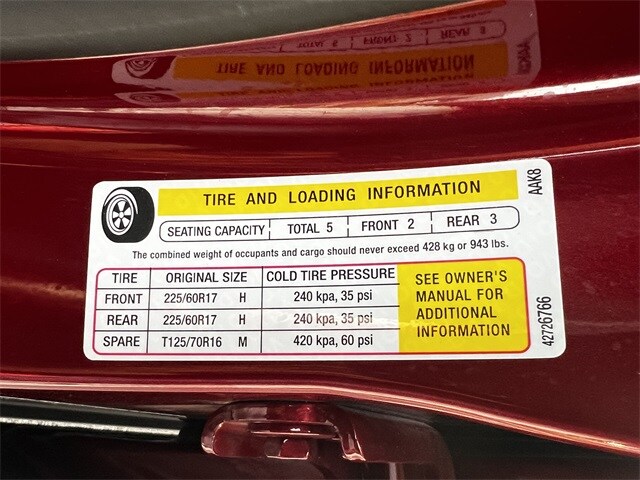 TIRE AND LOADING INFORMATION
SEATING CAPACITY TOTAL 5 FRONT 2 REAR 3
The combined weight of occupants and cargo should never exceed 428 kg or 943 lbs.
TIRE ORIGINAL SIZE COLD TIRE PRESSURE
FRONT 225/60R17 H 240 kpa, 35 psi
REAR 225/60R17 H 240 kpa, 35 psi
SPARE T125/70R16 M 420 kpa, 60 psi
SEE OWNER'S
MANUAL FOR
ADDITIONAL
INFORMATION
AAK8
42726766